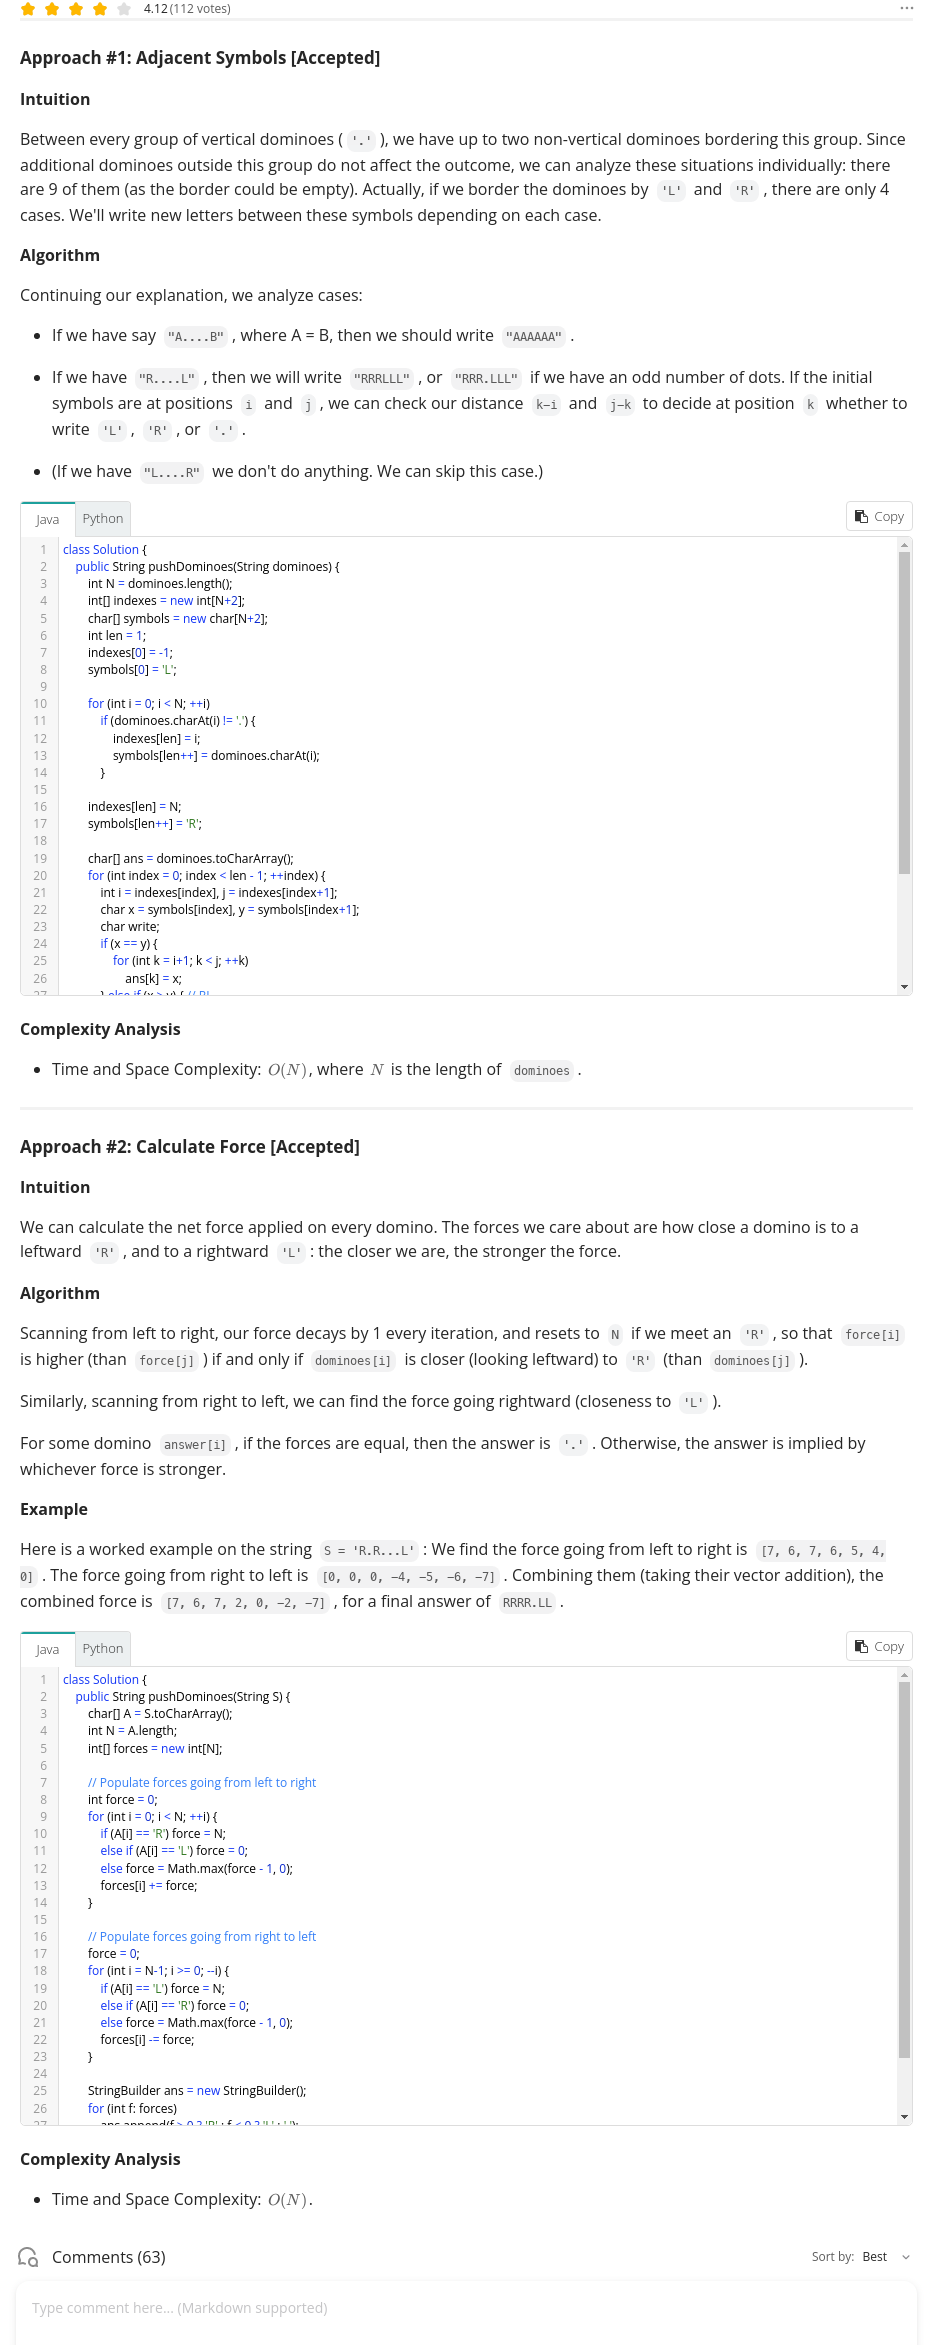 4.12 (112 votes)
Approach #1: Adjacent Symbols [Accepted]
Intuition
Between every group of vertical dominoes ( '.' ), we have up to two non-vertical dominoes bordering this group. Since
additional dominoes outside this group do not affect the outcome, we can analyze these situations individually: there
are 9 of them (as the border could be empty). Actually, if we border the dominoes by 'L' and 'R' , there are only 4
cases. We'll write new letters between these symbols depending on each case.
Algorithm
Continuing our explanation, we analyze cases:
• If we have say "A....B" , where A = B, then we should write "AAAAAA" .
• If we have "R....L" , then we will write "RRRLLL" , or "RRR.LLL" if we have an odd number of dots. If the initial
symbols are at positions i and j , we can check our distance k-i and j-k to decide at position k whether to
write 'L' , 'R' , or '.' .
• (If we have "L....R" we don't do anything. We can skip this case.)
Java Python Copy
1 class Solution {
2 public String pushDominoes(String dominoes) {
3 int N = dominoes.length();
4 int[] indexes = new int[N+2];
5 char[] symbols = new char[N+2];
6 int len = 1;
7 indexes[0] = -1;
8 symbols[0] = 'L';
9
10 for (int i = 0; i < N; ++i)
11 if (dominoes.charAt(i) != '.') {
12 indexes[len] = i;
13 symbols[len++] = dominoes.charAt(i);
14 }
15
16 indexes[len] = N;
17 symbols[len++] = 'R';
18
19 char[] ans = dominoes.toCharArray();
20 for (int index = 0; index < len - 1; ++index) {
21 int i = indexes[index], j = indexes[index+1];
22 char x = symbols[index], y = symbols[index+1];
23 char write;
24 if (x == y) {
25 for (int k = i+1; k < j; ++k)
26 ans[k] = x;
27 } else if (x > y) { // RL
Complexity Analysis
• Time and Space Complexity: O(N), where N is the length of dominoes .
Approach #2: Calculate Force [Accepted]
Intuition
We can calculate the net force applied on every domino. The forces we care about are how close a domino is to a
leftward 'R' , and to a rightward 'L' : the closer we are, the stronger the force.
Algorithm
Scanning from left to right, our force decays by 1 every iteration, and resets to N if we meet an 'R' , so that force[i]
is higher (than force[j] ) if and only if dominoes[i] is closer (looking leftward) to 'R' (than dominoes[j] ).
Similarly, scanning from right to left, we can find the force going rightward (closeness to 'L' ).
For some domino answer[i] , if the forces are equal, then the answer is '.' . Otherwise, the answer is implied by
whichever force is stronger.
Example
Here is a worked example on the string S = 'R.R...L' : We find the force going from left to right is [7, 6, 7, 6, 5, 4,
0] . The force going from right to left is [0, 0, 0, -4, -5, -6, -7] . Combining them (taking their vector addition), the
combined force is [7, 6, 7, 2, 0, -2, -7] , for a final answer of RRRR.LL .
Java Python Copy
1 class Solution {
2 public String pushDominoes(String S) {
3 char[] A = S.toCharArray();
4 int N = A.length;
5 int[] forces = new int[N];
6
7 // Populate forces going from left to right
8 int force = 0;
9 for (int i = 0; i < N; ++i) {
10 if (A[i] == 'R') force = N;
11 else if (A[i] == 'L') force = 0;
12 else force = Math.max(force - 1, 0);
13 forces[i] += force;
14 }
15
16 // Populate forces going from right to left
17 force = 0;
18 for (int i = N-1; i >= 0; --i) {
19 if (A[i] == 'L') force = N;
20 else if (A[i] == 'R') force = 0;
21 else force = Math.max(force - 1, 0);
22 forces[i] -= force;
23 }
24
25 StringBuilder ans = new StringBuilder();
26 for (int f: forces)
27 ans.append(f > 0 ? 'R' : f < 0 ? 'L' : '.');
Complexity Analysis
• Time and Space Complexity: O(N).
Comments (63) Sort by: Best
Type comment here... (Markdown supported)